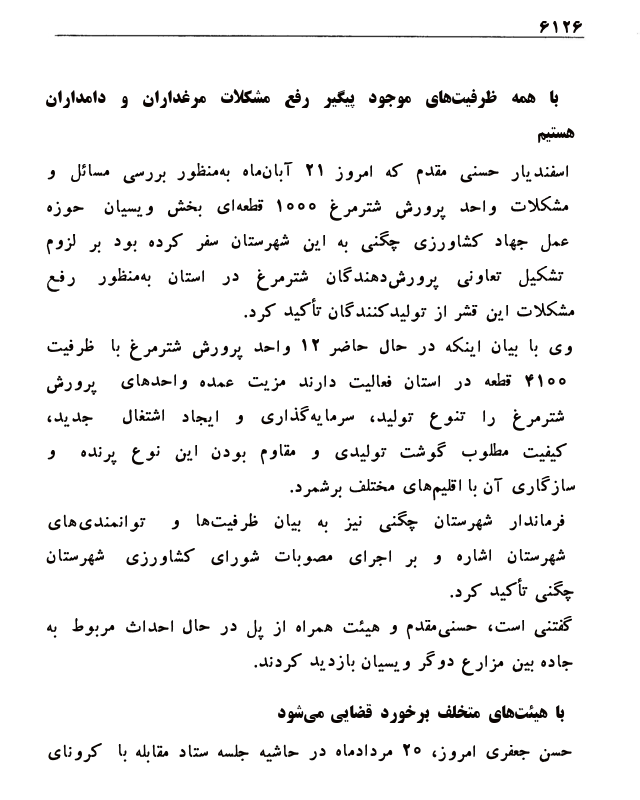 ۶۱۲۶
با همه ظرفیت‌های موجود پیگیر رفع مشکلات مرغداران و دامداران
هستیم
اسفندیار حسنی مقدم که امروز ۲۱ آبان‌ماه به‌منظور بررسی مسائل و
مشکلات واحد پرورش شترمرغ ۱۰۰۰ قطعه‌ای بخش ویسیان حوزه
عمل جهاد کشاورزی چگنی به این شهرستان سفر کرده بود بر لزوم
تشکیل تعاونی پرورش‌دهندگان شترمرغ در استان به‌منظور رفع
مشکلات این قشر از تولیدکنندگان تأکید کرد.
وی با بیان اینکه در حال حاضر ۱۲ واحد پرورش شترمرغ با ظرفیت
۴۱۰۰ قطعه در استان فعالیت دارند مزیت عمده واحدهای پرورش
شترمرغ را تنوع تولید، سرمایه‌گذاری و ایجاد اشتغال جدید،
کیفیت مطلوب گوشت تولیدی و مقاوم بودن این نوع پرنده و
سازگاری آن با اقلیم‌های مختلف برشمرد.
فرماندار شهرستان چگنی نیز به بیان ظرفیت‌ها و توانمندی‌های
شهرستان اشاره و بر اجرای مصوبات شورای کشاورزی شهرستان
چگنی تأکید کرد.
گفتنی است، حسنی‌مقدم و هیئت همراه از پل در حال احداث مربوط به
جاده بین مزارع دوگر ویسیان بازدید کردند.
با هیئت‌های متخلف برخورد قضایی می‌شود
حسن جعفری امروز، ۲۰ مردادماه در حاشیه جلسه ستاد مقابله با کرونای